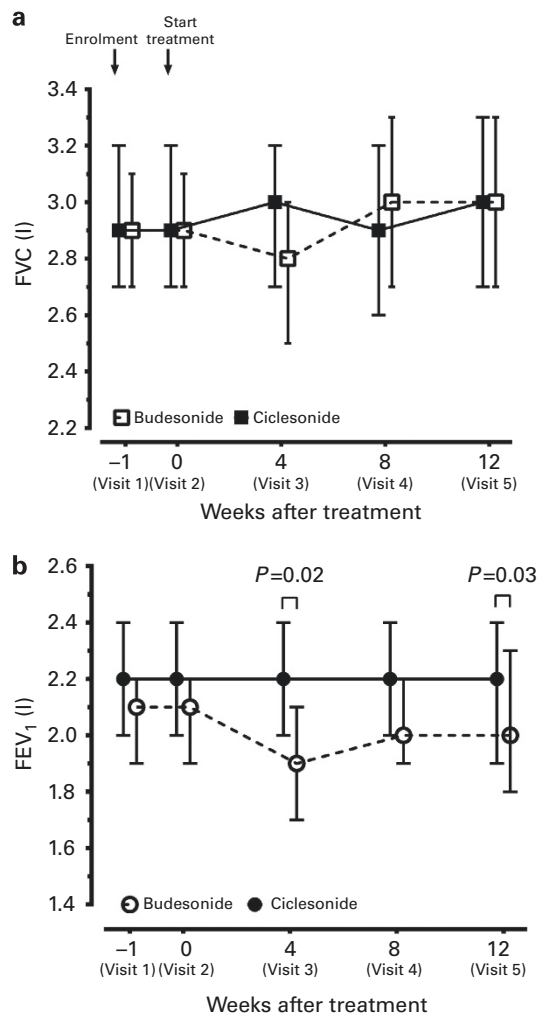 a
Enrolment
Start
treatment
3.4
3.2
3.0
2.8
2.6
2.4
2.2
FVC (l)
Budesonide
Ciclesonide
–1 0 4 8 12
(Visit 1) (Visit 2) (Visit 3) (Visit 4) (Visit 5)
Weeks after treatment
b
P=0.02
P=0.03
2.6
2.4
2.2
2.0
1.8
1.6
1.4
FEV1 (l)
Budesonide
Ciclesonide
–1 0 4 8 12
(Visit 1) (Visit 2) (Visit 3) (Visit 4) (Visit 5)
Weeks after treatment